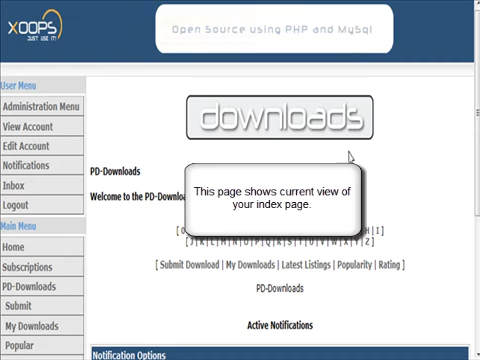 XOOPS
JUST USE IT!
Open Source using PHP and MySql
User Menu
Administration Menu
View Account
Edit Account
Notifications
Inbox
Logout
Main Menu
Home
Subscriptions
PD-Downloads
Submit
My Downloads
Popular
downloads
PD-Downloads
Welcome to the PD-Downloa
This page shows current view of
your index page.
H | I ]
[ J | K | L | M | N | O | P | Q | R | S | T | U | V | W | X | Y | Z ]
[ Submit Download | My Downloads | Latest Listings | Popularity | Rating ]
PD-Downloads
Active Notifications
Notification Options